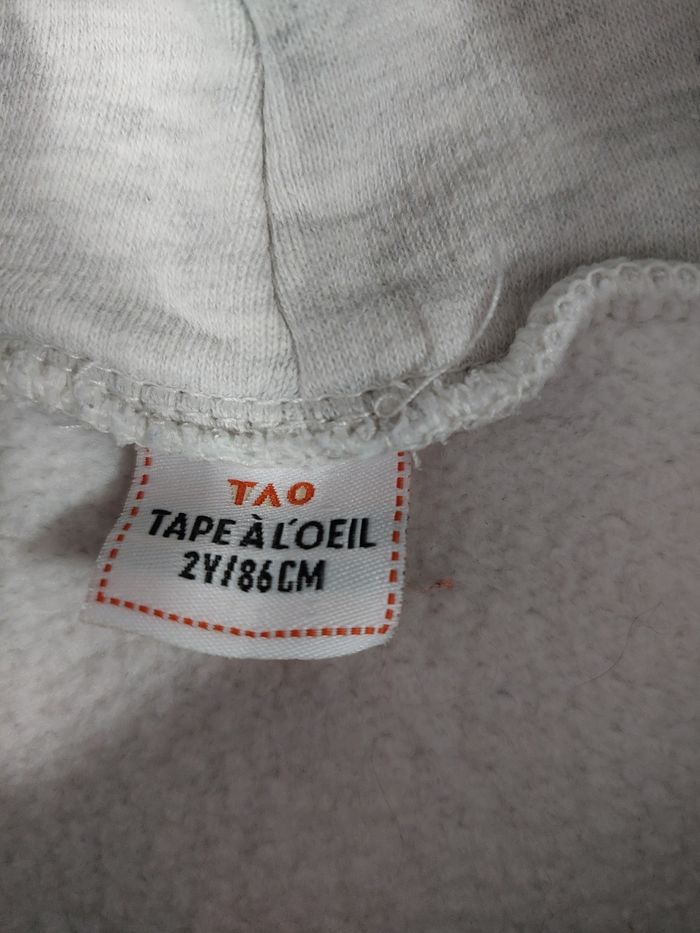 TAO
TAPE À L'OEIL
2Y/86CM